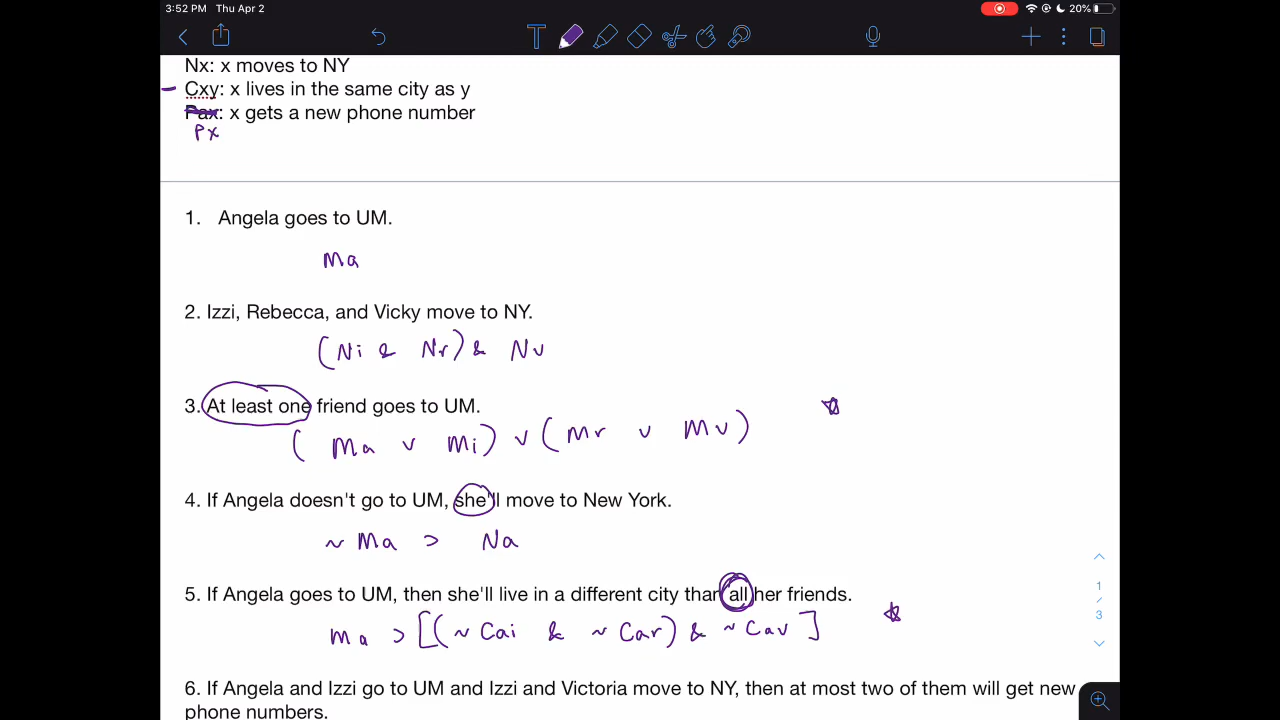 3:52 PM Thu Apr 2 20%
Nx: x moves to NY
Cxy: x lives in the same city as y
Pax: x gets a new phone number
Px
1. Angela goes to UM.
Ma
2. Izzi, Rebecca, and Vicky move to NY.
(Ni & Nr) & Nv
3. At least one friend goes to UM.
(Ma v Mi) v (Mr v Mv)
4. If Angela doesn't go to UM, she'll move to New York.
~Ma > Na
5. If Angela goes to UM, then she'll live in a different city than all her friends.
Ma > [(~Cai & ~Car) & ~Cav]
6. If Angela and Izzi go to UM and Izzi and Victoria move to NY, then at most two of them will get new
phone numbers.
1
/
3